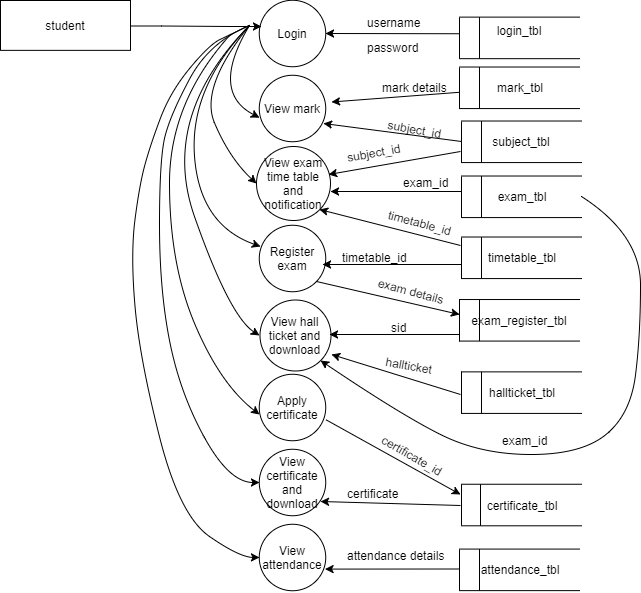 student
Login
username
password
login_tbl
View mark
mark details
mark_tbl
subject_id
subject_tbl
subject_id
View exam
time table
and
notification
exam_id
exam_tbl
timetable_id
Register
exam
timetable_id
timetable_tbl
exam details
exam_register_tbl
View hall
ticket and
download
sid
hallticket
hallticket_tbl
Apply
certificate
exam_id
certificate_id
View
certificate
and
download
certificate
certificate_tbl
View
attendance
attendance details
attendance_tbl